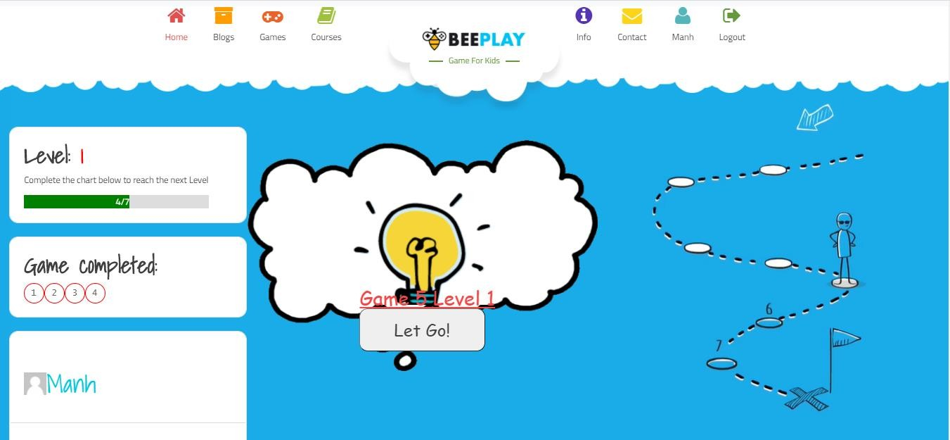 Home
Blogs
Games
Courses
BEEPLAY
Game For Kids
Info
Contact
Manh
Logout
Level: 1
Complete the chart below to reach the next Level
4/7
Game completed:
1 2 3 4
Manh
Game 5 Level 1
Let Go!
6
7